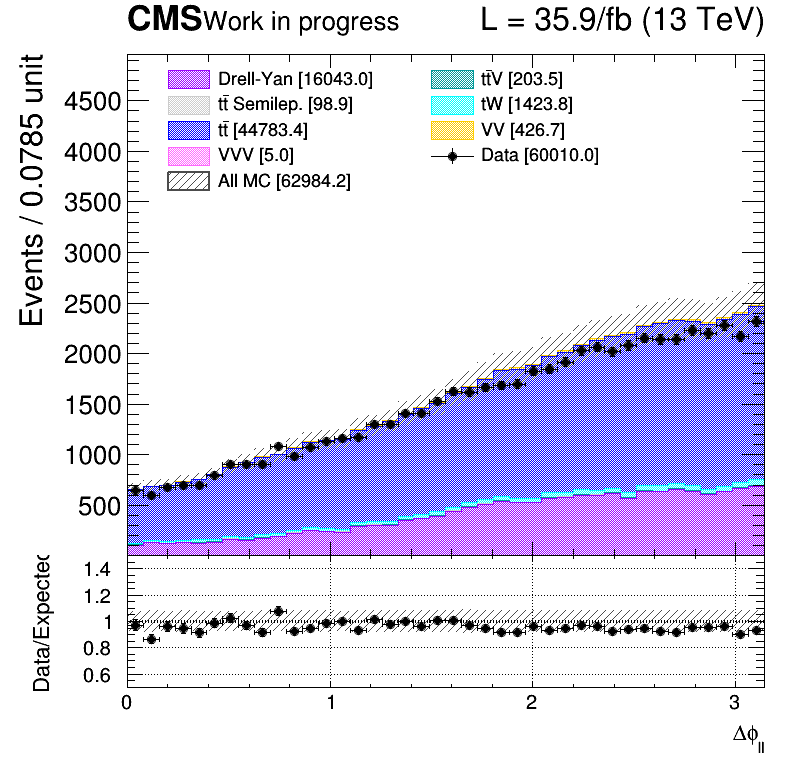 CMS Work in progress L = 35.9/fb (13 TeV)
Events / 0.0785 unit
Drell-Yan [16043.0]
tt̄ Semilep. [98.9]
tt̄ [44783.4]
VVV [5.0]
All MC [62984.2]
tt̄V [203.5]
tW [1423.8]
VV [426.7]
Data [60010.0]
4500
4000
3500
3000
2500
2000
1500
1000
500
Data/Expected
1.4
1.2
1
0.8
0.6
0 1 2 3
Δϕll